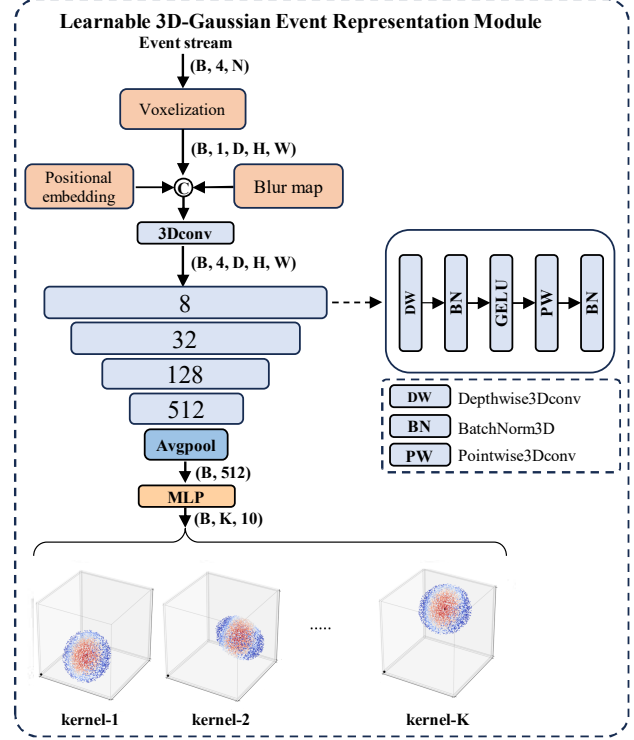 Learnable 3D-Gaussian Event Representation Module
Event stream
(B, 4, N)
Voxelization
(B, 1, D, H, W)
Positional
embedding
C
Blur map
3Dconv
(B, 4, D, H, W)
8
32
128
512
Avgpool
(B, 512)
MLP
(B, K, 10)
DW
BN
GELU
PW
BN
DW Depthwise3Dconv
BN BatchNorm3D
PW Pointwise3Dconv
.....
kernel-1
kernel-2
kernel-K